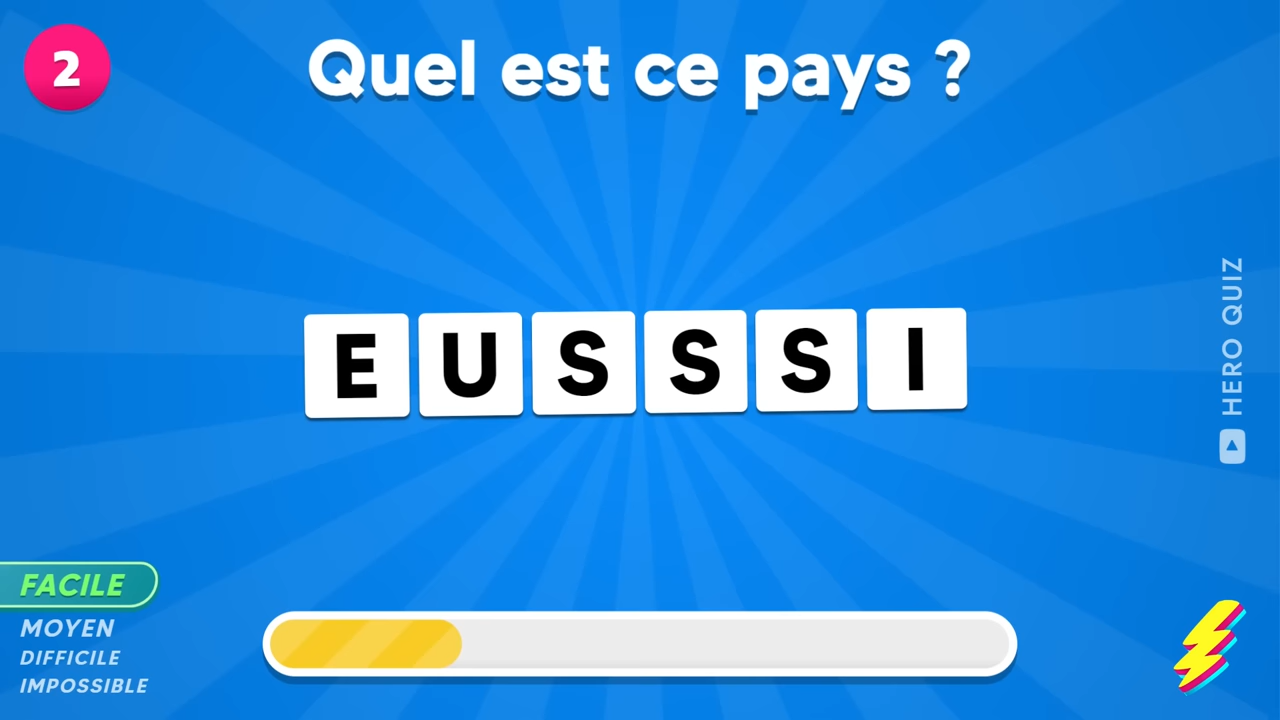 2
Quel est ce pays ?
EUSSSI
HERO QUIZ
FACILE
MOYEN
DIFFICILE
IMPOSSIBLE